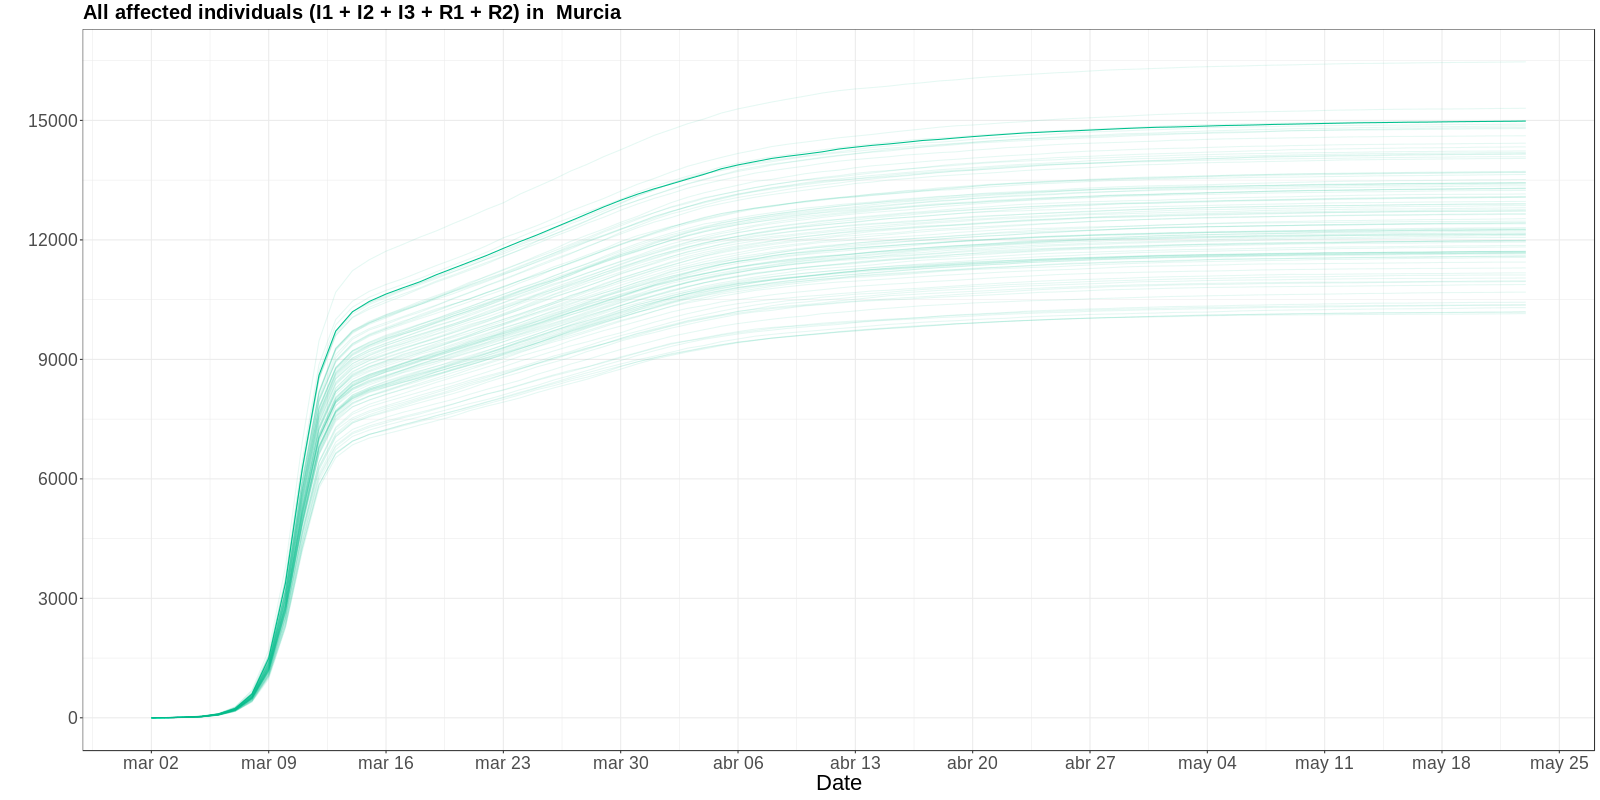 All affected individuals (I1 + I2 + I3 + R1 + R2) in  Murcia
15000
12000
9000
6000
3000
0
mar 02 mar 09 mar 16 mar 23 mar 30 abr 06 abr 13 abr 20 abr 27 may 04 may 11 may 18 may 25
Date